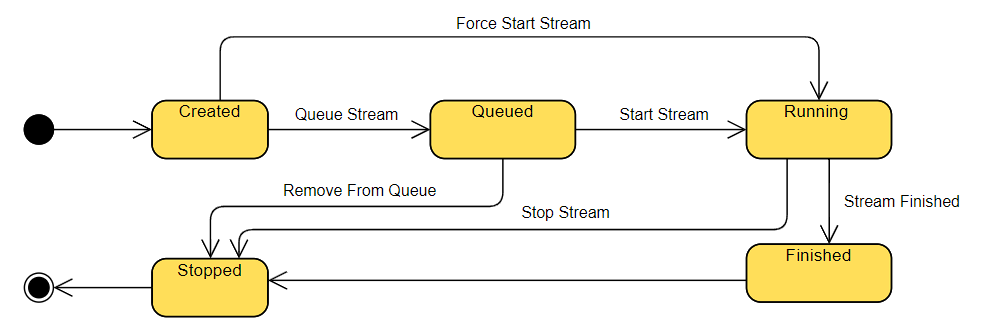 Force Start Stream
Created
Queue Stream
Queued
Start Stream
Running
Remove From Queue
Stop Stream
Stream Finished
Stopped
Finished